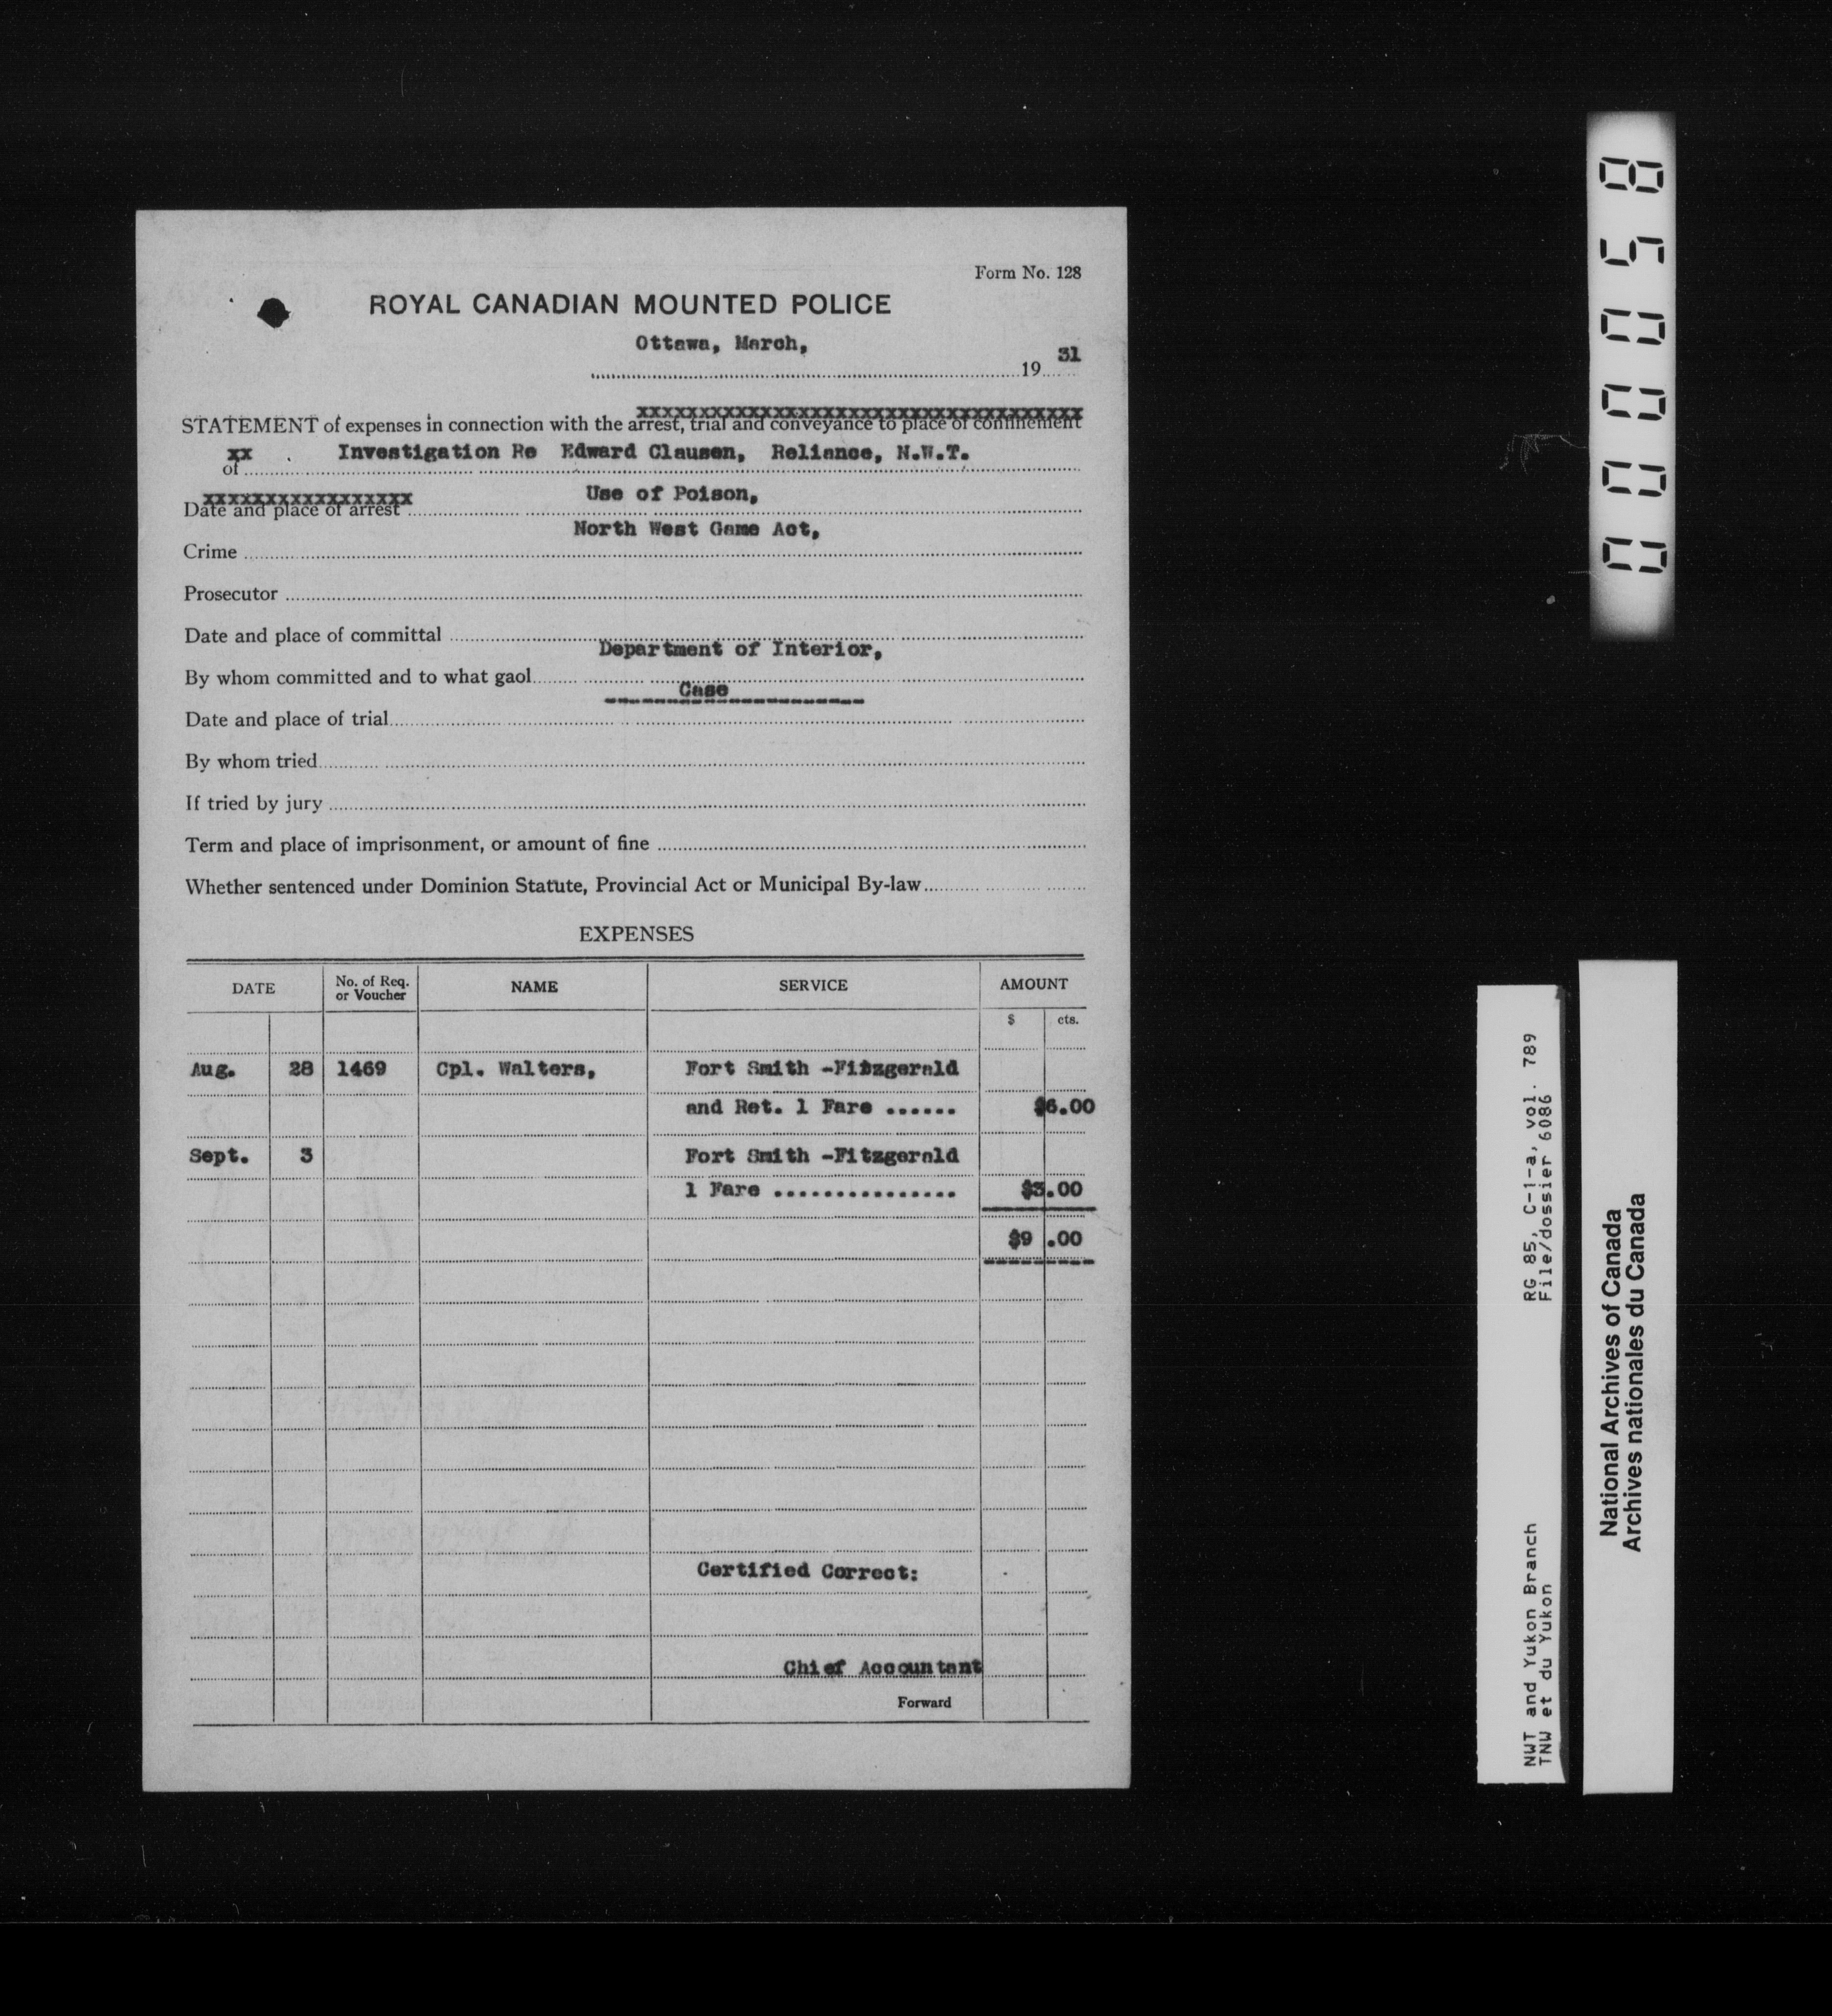 Form No. 128
ROYAL CANADIAN MOUNTED POLICE
Ottawa, March,
19 31
xxxxxxxxxxxxxxxxxxxxxxxxxxxxxxxxxxxx
STATEMENT of expenses in connection with the arrest, trial and conveyance to place of confinement
xx
of Investigation Re Edward Clausen, Reliance, N.W.T.
xxxxxxxxxxxxxxxxx
Date and place of arrest Use of Poison,
North West Game Act,
Crime
Prosecutor
Date and place of committal
Department of Interior,
By whom committed and to what gaol
Case
Date and place of trial
By whom tried
If tried by jury
Term and place of imprisonment, or amount of fine
Whether sentenced under Dominion Statute, Provincial Act or Municipal By-law
EXPENSES
DATE No. of Req. or Voucher NAME SERVICE AMOUNT
$ cts.
Aug. 28 1469 Cpl. Walters, Fort Smith -Fitzgerald
and Ret. 1 Fare ...... $6.00
Sept. 3 Fort Smith -Fitzgerald
1 Fare ............... $3.00
$9.00
Certified Correct:
Chief Accountant
Forward
000058
RG 85, C-1-a, vol. 789
File/dossier 6086
NWT and Yukon Branch
TNW et du Yukon
National Archives of Canada
Archives nationales du Canada